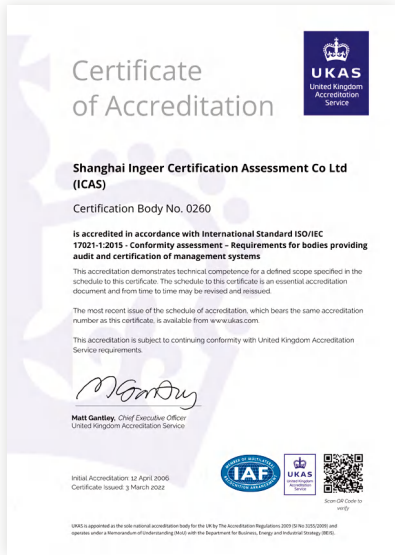 Certificate
of Accreditation
UKAS
United Kingdom
Accreditation
Service
Shanghai Ingeer Certification Assessment Co Ltd
(ICAS)
Certification Body No. 0260
is accredited in accordance with International Standard ISO/IEC
17021-1:2015 - Conformity assessment – Requirements for bodies providing
audit and certification of management systems
This accreditation demonstrates technical competence for a defined scope specified in the
schedule to this certificate. The schedule to this certificate is an essential accreditation
document and from time to time may be revised and reissued.
The most recent issue of the schedule of accreditation, which bears the same accreditation
number as this certificate, is available from www.ukas.com.
This accreditation is subject to continuing conformity with United Kingdom Accreditation
Service requirements.
MGantley
Matt Gantley, Chief Executive Officer
United Kingdom Accreditation Service
Initial Accreditation: 12 April 2006
Certificate Issued: 3 March 2022
MEMBER OF MULTILATERAL
IAF
RECOGNITION ARRANGEMENT
UKAS
United Kingdom
Accreditation
Service
Scan QR Code to
verify
UKAS is appointed as the sole national accreditation body for the UK by The Accreditation Regulations 2009 (SI No 3155/2009) and
operates under a Memorandum of Understanding (MoU) with the Department for Business, Energy and Industrial Strategy (BEIS).